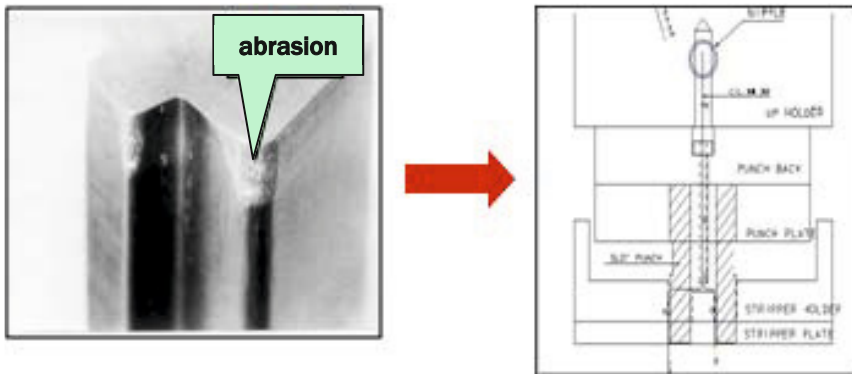 abrasion
NIPPLE
UP HOLDER
PUNCH BACK
PUNCH PLATE
SLOT PUNCH
STRIPPER HOLDER
STRIPPER PLATE